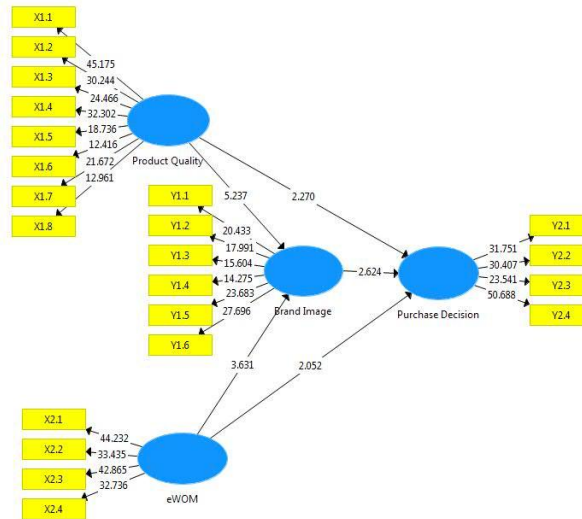 X1.1
X1.2
X1.3
X1.4
X1.5
X1.6
X1.7
X1.8
45.175
30.244
24.466
32.302
18.736
12.416
21.672
12.961
Product Quality
5.237
2.270
Y1.1
Y1.2
Y1.3
Y1.4
Y1.5
Y1.6
20.433
17.991
15.604
14.275
23.683
27.696
Brand Image
2.624
Purchase Decision
31.751
30.407
23.541
50.688
Y2.1
Y2.2
Y2.3
Y2.4
3.631
2.052
X2.1
X2.2
X2.3
X2.4
44.232
33.435
42.865
32.736
eWOM